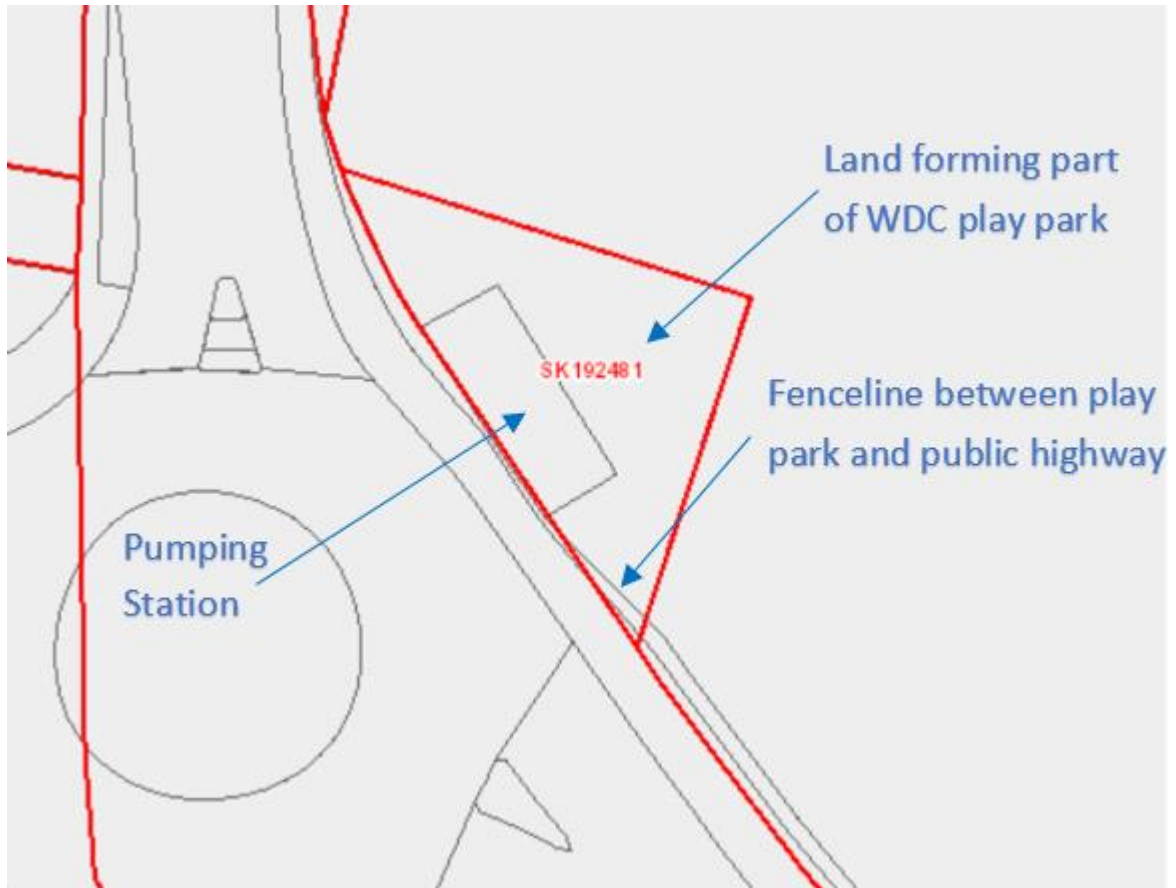 Land forming part
of WDC play park
SK192481
Fenceline between play
park and public highway
Pumping
Station